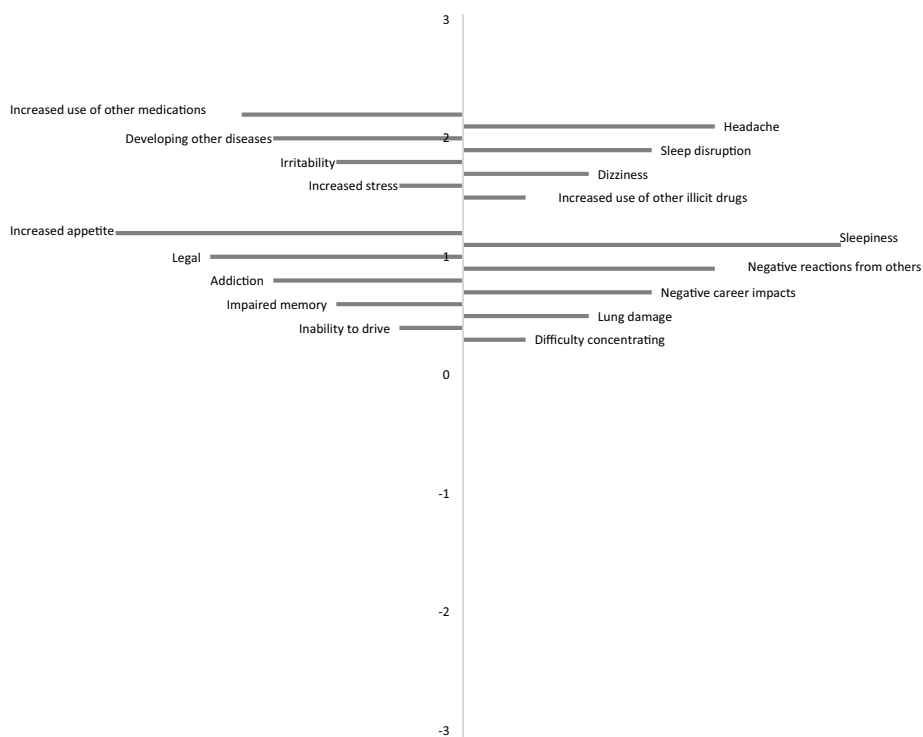 3
Increased use of other medications
Headache
Developing other diseases
2
Sleep disruption
Irritability
Dizziness
Increased stress
Increased use of other illicit drugs
Increased appetite
Sleepiness
Legal
1
Negative reactions from others
Addiction
Negative career impacts
Impaired memory
Lung damage
Inability to drive
Difficulty concentrating
0
-1
-2
-3